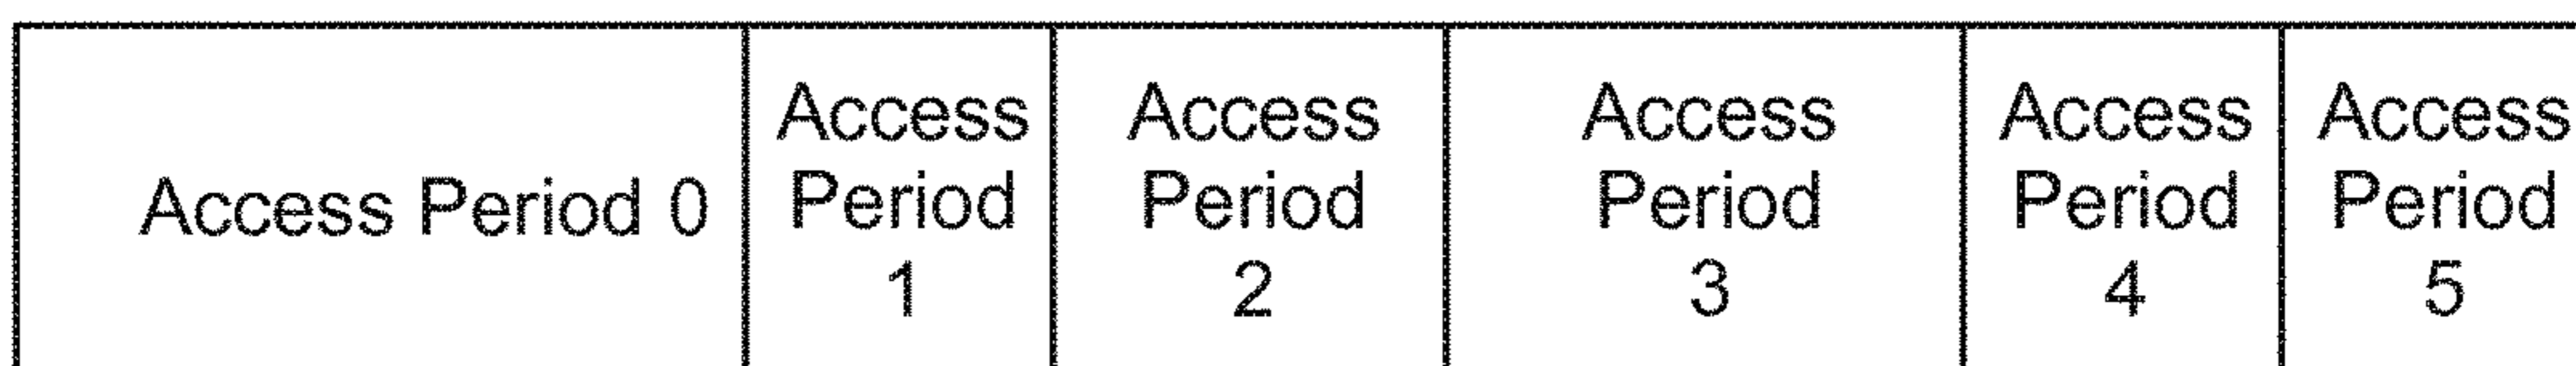 Access Period 0
Access
Period
1
Access
Period
2
Access
Period
3
Access
Period
4
Access
Period
5